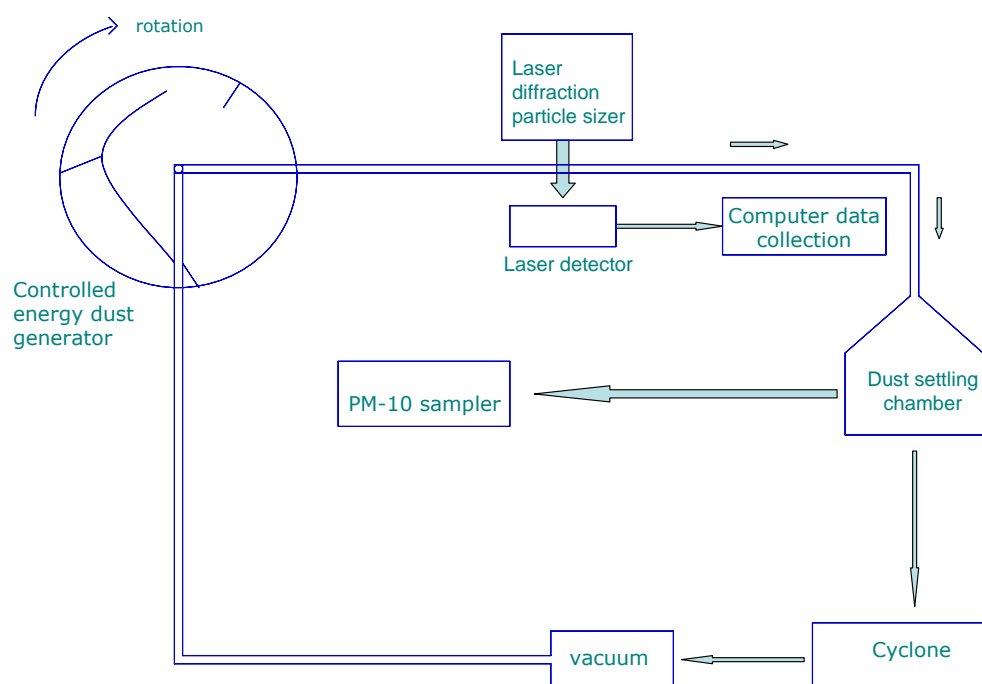 rotation
Laser
diffraction
particle sizer
Computer data
collection
Laser detector
Controlled
energy dust
generator
Dust settling
chamber
PM-10 sampler
vacuum
Cyclone